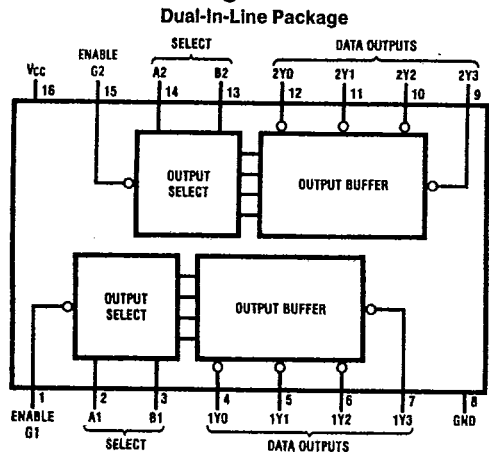 Dual-In-Line Package
SELECT
DATA OUTPUTS
VCC
ENABLE
G2
A2
B2
2Y0
2Y1
2Y2
2Y3
16
15
14
13
12
11
10
9
OUTPUT
SELECT
OUTPUT BUFFER
OUTPUT
SELECT
OUTPUT BUFFER
1
2
3
4
5
6
7
8
ENABLE
G1
A1
B1
1Y0
1Y1
1Y2
1Y3
GND
SELECT
DATA OUTPUTS